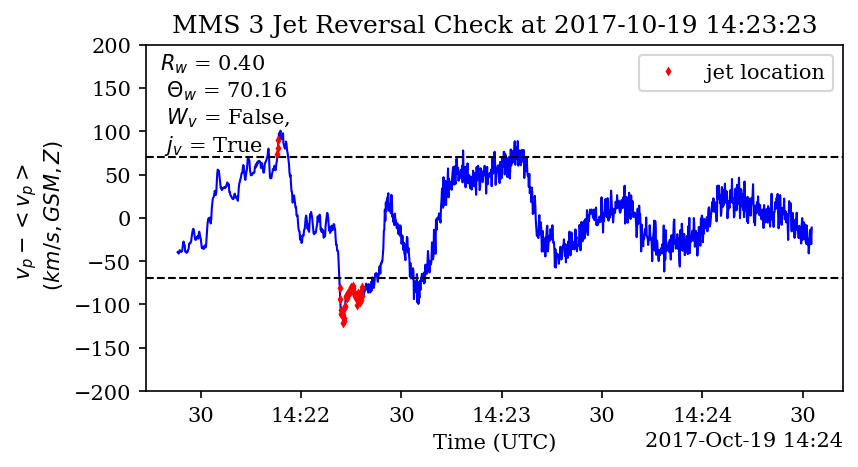 MMS 3 Jet Reversal Check at 2017-10-19 14:23:23
200
150
100
50
0
−50
−100
−150
−200
v_p − <v_p>
(km/s, GSM, Z)
R_w = 0.40
Θ_w = 70.16
W_v = False,
j_v = True
jet location
30
14:22
30
14:23
30
14:24
30
Time (UTC)
2017-Oct-19 14:24